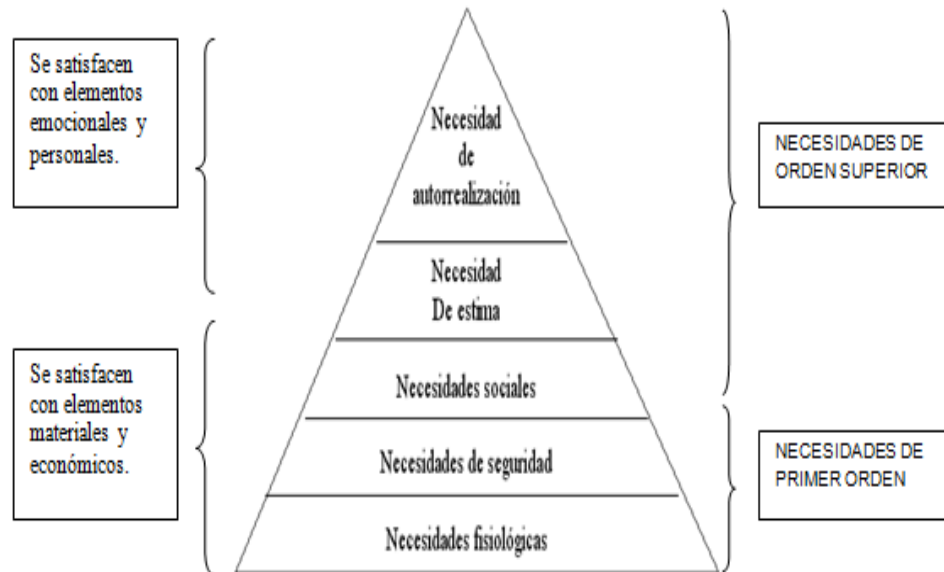 Se satisfacen
con elementos
emocionales y
personales.
Necesidad
de
autorrealización
NECESIDADES DE
ORDEN SUPERIOR
Necesidad
De estima
Se satisfacen
con elementos
materiales y
económicos.
Necesidades sociales
Necesidades de seguridad
NECESIDADES DE
PRIMER ORDEN
Necesidades fisiológicas